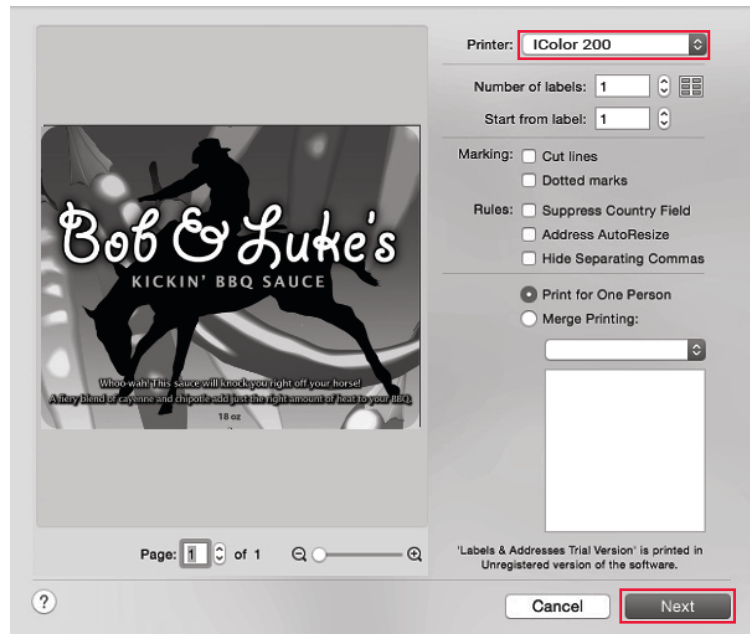 Printer: IColor 200
Number of labels: 1
Start from label: 1
Marking: Cut lines
Dotted marks
Rules: Suppress Country Field
Address AutoResize
Hide Separating Commas
Print for One Person
Merge Printing:
Bob & Luke's
KICKIN' BBQ SAUCE
Whoo-wah! This sauce will knock you right off your horse!
A fiery blend of cayenne and chipotle add just the right amount of heat to your BBQ.
18 oz
Page: 1 of 1
'Labels & Addresses Trial Version' is printed in
Unregistered version of the software.
?
Cancel
Next